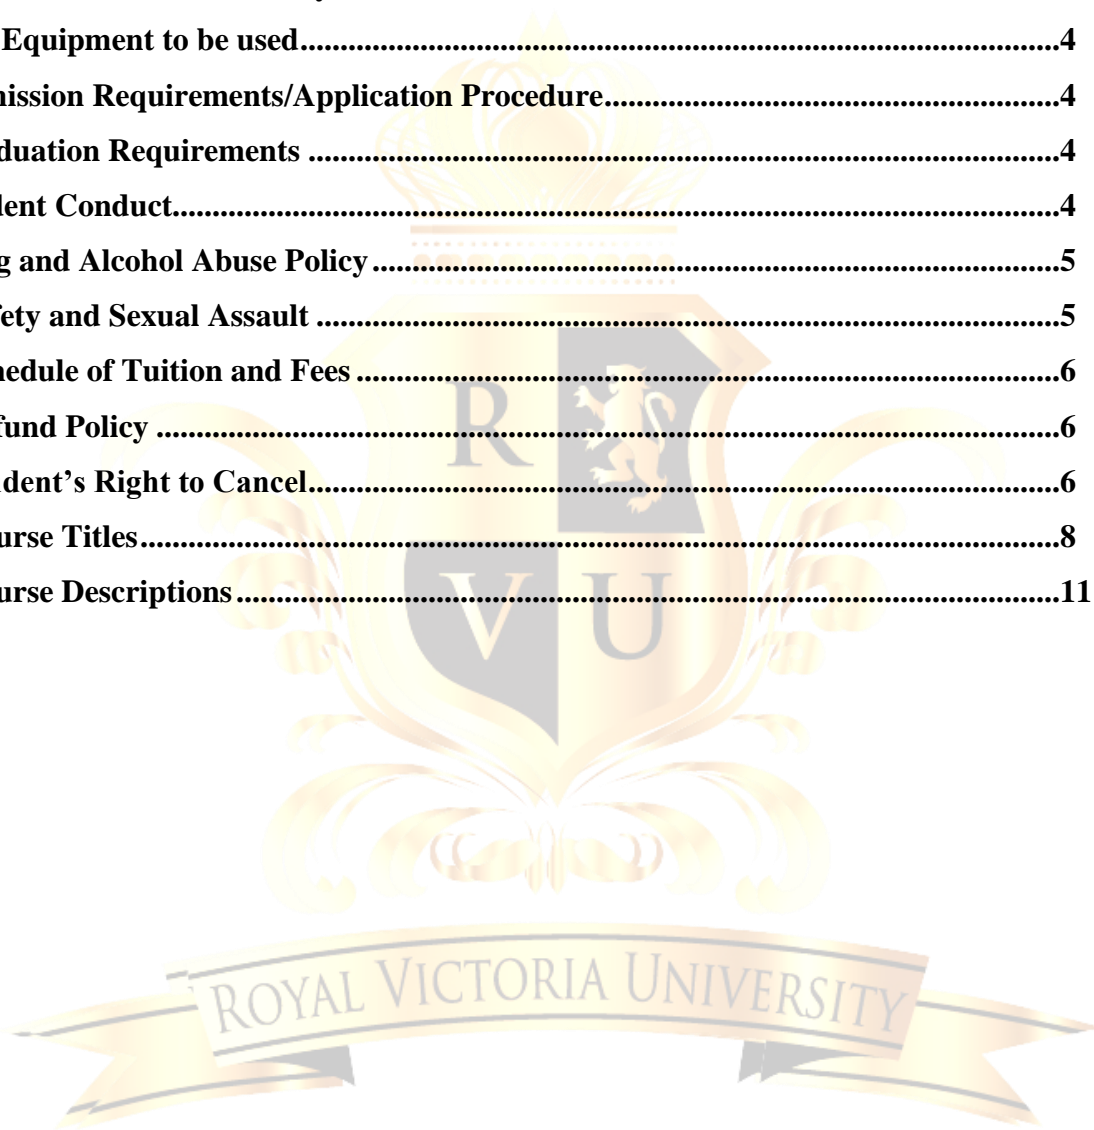 Equipment to be used...............................................................................................4
mission Requirements/Application Procedure.........................................................4
duation Requirements ..............................................................................................4
dent Conduct...............................................................................................................4
g and Alcohol Abuse Policy......................................................................................5
fety and Sexual Assault .............................................................................................5
hedule of Tuition and Fees ........................................................................................6
fund Policy .................................................................................................................6
dent’s Right to Cancel..............................................................................................6
urse Titles...................................................................................................................8
urse Descriptions.......................................................................................................11
R
V U
ROYAL VICTORIA UNIVERSITY